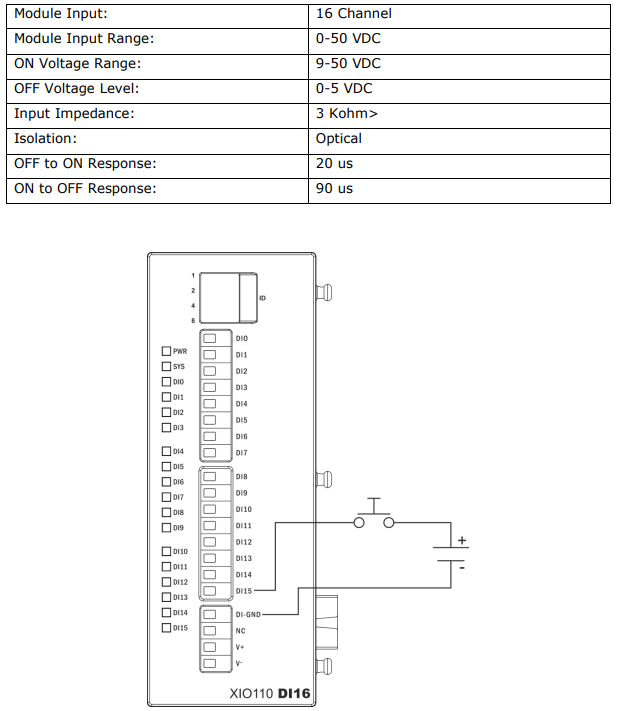 Module Input: 16 Channel
Module Input Range: 0-50 VDC
ON Voltage Range: 9-50 VDC
OFF Voltage Level: 0-5 VDC
Input Impedance: 3 Kohm>
Isolation: Optical
OFF to ON Response: 20 us
ON to OFF Response: 90 us
1
2
4
8
ID
PWR
SYS
DI0
DI1
DI2
DI3
DI4
DI5
DI6
DI7
DI8
DI9
DI10
DI11
DI12
DI13
DI14
DI15
DI0
DI1
DI2
DI3
DI4
DI5
DI6
DI7
DI8
DI9
DI10
DI11
DI12
DI13
DI14
DI15
DI-GND
NC
V+
V-
+
-
XIO110 DI16